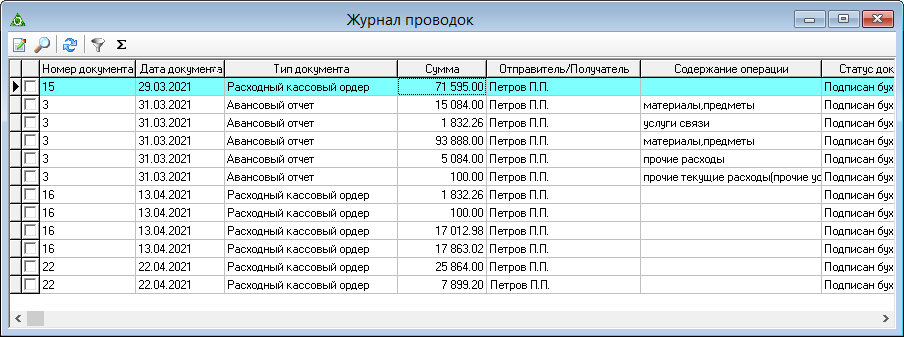 Журнал проводок
Σ
Номер документа Дата документа Тип документа Сумма Отправитель/Получатель Содержание операции Статус док
15 29.03.2021 Расходный кассовый ордер 71 595.00 Петров П.П. Подписан бух
3 31.03.2021 Авансовый отчет 15 084.00 Петров П.П. материалы,предметы Подписан бух
3 31.03.2021 Авансовый отчет 1 832.26 Петров П.П. услуги связи Подписан бух
3 31.03.2021 Авансовый отчет 93 888.00 Петров П.П. материалы,предметы Подписан бух
3 31.03.2021 Авансовый отчет 5 084.00 Петров П.П. прочие расходы Подписан бух
3 31.03.2021 Авансовый отчет 100.00 Петров П.П. прочие текущие расходы(прочие ус Подписан бух
16 13.04.2021 Расходный кассовый ордер 1 832.26 Петров П.П. Подписан бух
16 13.04.2021 Расходный кассовый ордер 100.00 Петров П.П. Подписан бух
16 13.04.2021 Расходный кассовый ордер 17 012.98 Петров П.П. Подписан бух
16 13.04.2021 Расходный кассовый ордер 17 863.02 Петров П.П. Подписан бух
22 22.04.2021 Расходный кассовый ордер 25 864.00 Петров П.П. Подписан бух
22 22.04.2021 Расходный кассовый ордер 7 899.20 Петров П.П. Подписан бух